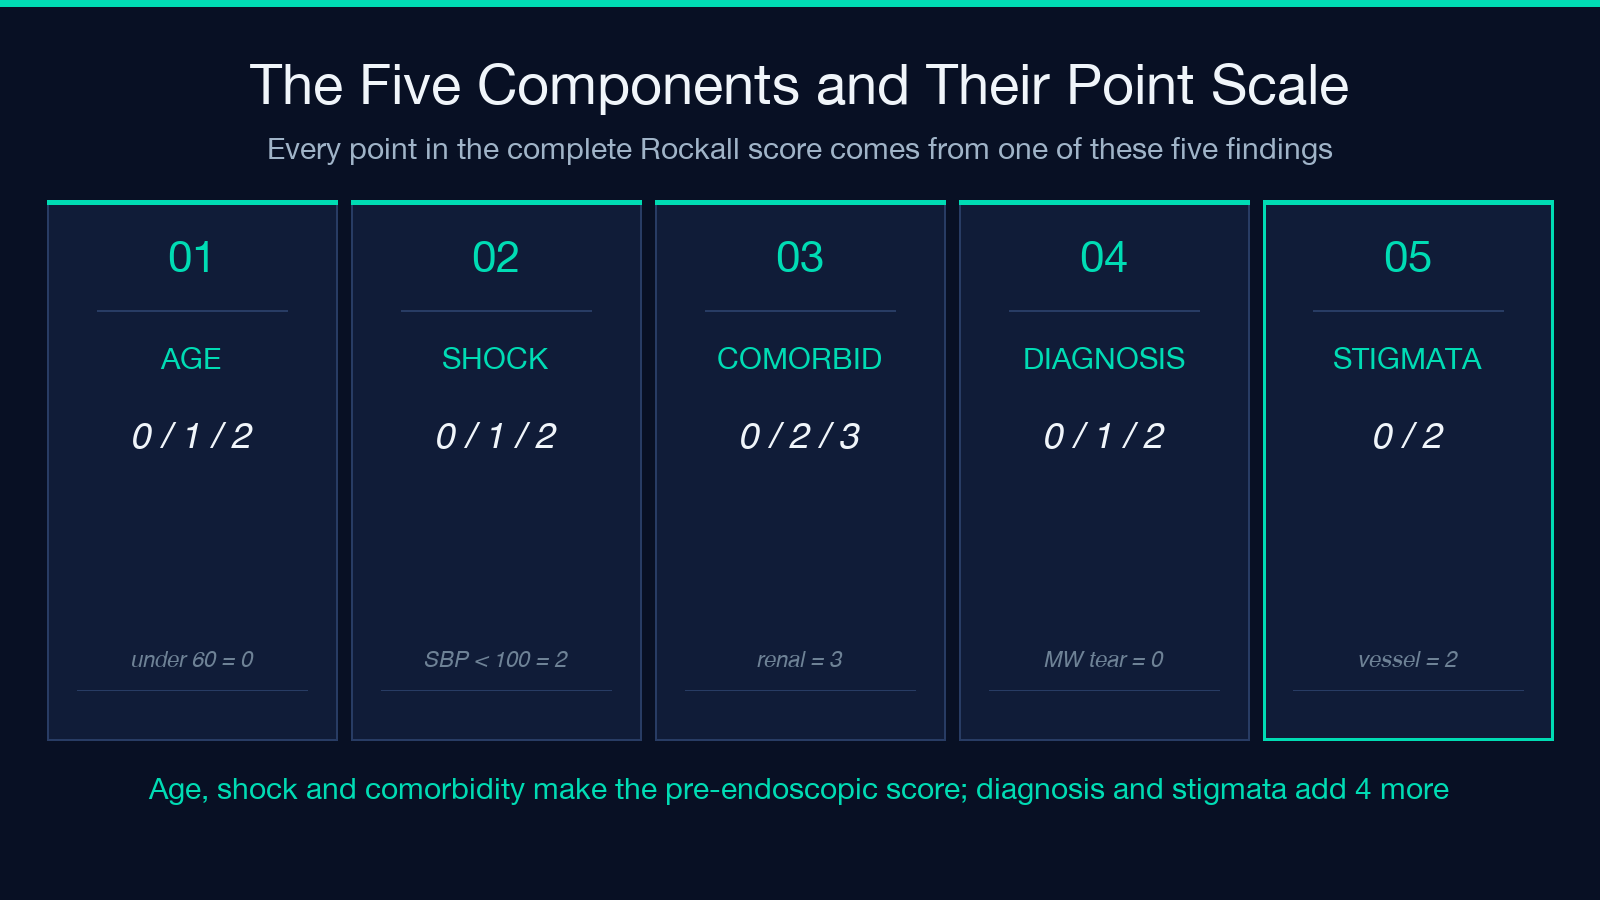 The Five Components and Their Point Scale
Every point in the complete Rockall score comes from one of these five findings
01
AGE
0 / 1 / 2
under 60 = 0
02
SHOCK
0 / 1 / 2
SBP < 100 = 2
03
COMORBID
0 / 2 / 3
renal = 3
04
DIAGNOSIS
0 / 1 / 2
MW tear = 0
05
STIGMATA
0 / 2
vessel = 2
Age, shock and comorbidity make the pre-endoscopic score; diagnosis and stigmata add 4 more